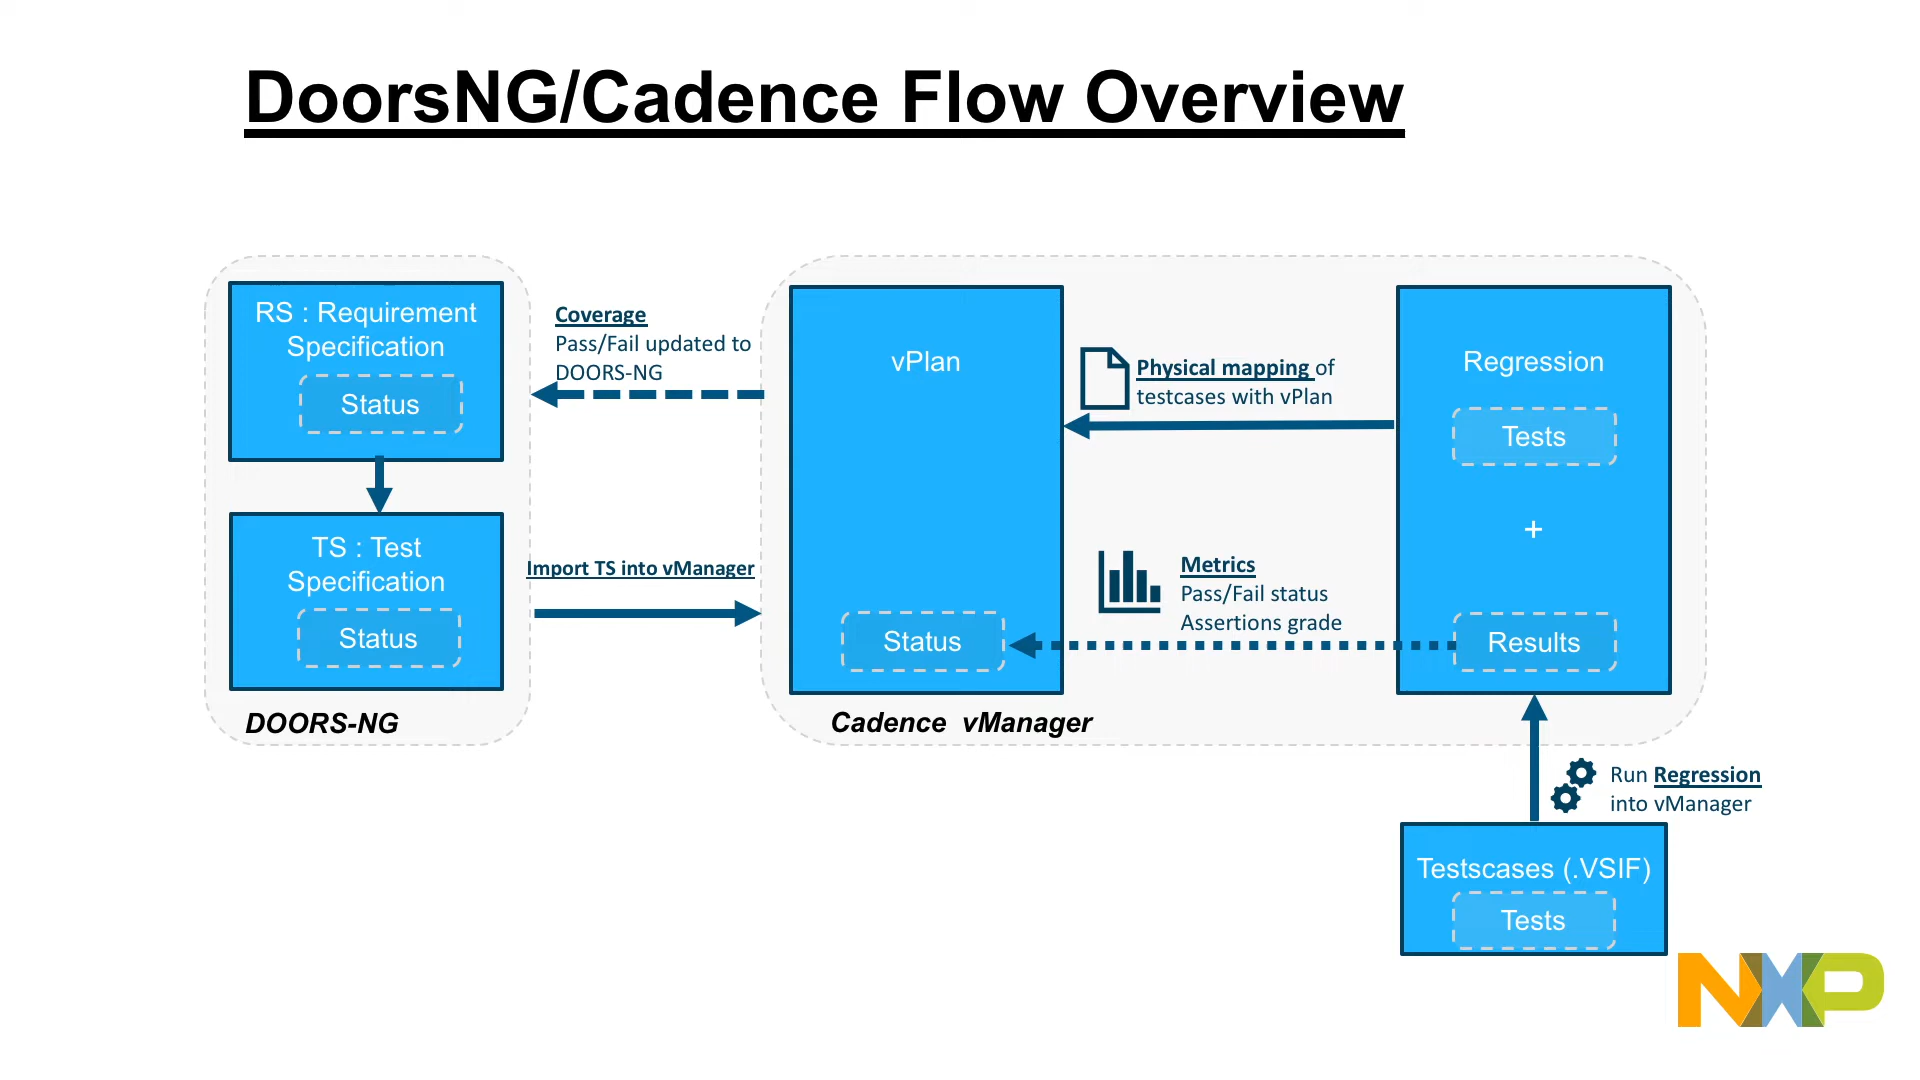 DoorsNG/Cadence Flow Overview
RS : Requirement
Specification
Status
TS : Test
Specification
Status
DOORS-NG
Coverage
Pass/Fail updated to
DOORS-NG
Import TS into vManager
vPlan
Status
Cadence vManager
Physical mapping of
testcases with vPlan
Metrics
Pass/Fail status
Assertions grade
Regression
Tests
+
Results
Run Regression
into vManager
Testscases (.VSIF)
Tests
NXP